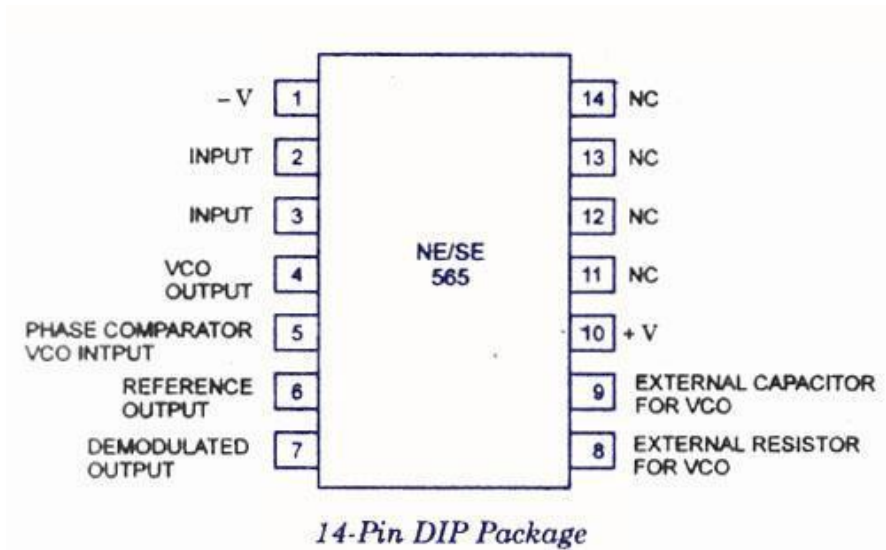 – V 1
INPUT 2
INPUT 3
VCO 4
OUTPUT
PHASE COMPARATOR 5
VCO INTPUT
REFERENCE 6
OUTPUT
DEMODULATED 7
OUTPUT
NE/SE
565
14 NC
13 NC
12 NC
11 NC
10 + V
9 EXTERNAL CAPACITOR
FOR VCO
8 EXTERNAL RESISTOR
FOR VCO
14-Pin DIP Package